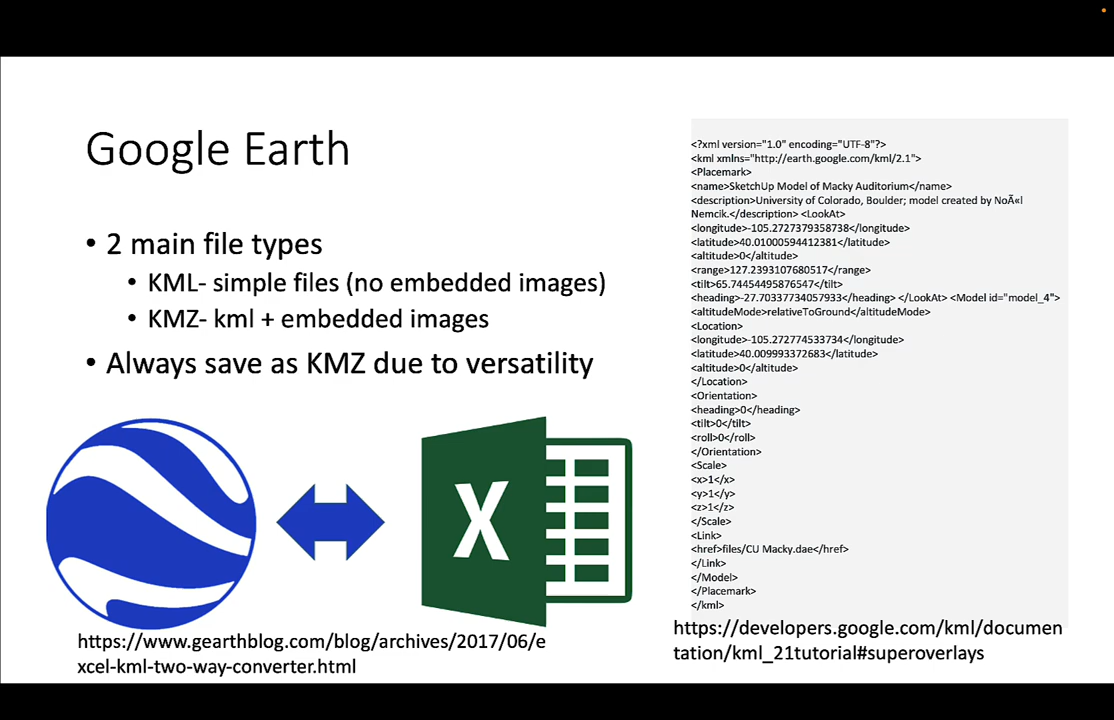 Google Earth
• 2 main file types
• KML- simple files (no embedded images)
• KMZ- kml + embedded images
• Always save as KMZ due to versatility
X
https://www.gearthblog.com/blog/archives/2017/06/e
xcel-kml-two-way-converter.html
<?xml version="1.0" encoding="UTF-8"?>
<kml xmlns="http://earth.google.com/kml/2.1">
<Placemark>
<name>SketchUp Model of Macky Auditorium</name>
<description>University of Colorado, Boulder; model created by NoÃ«l
Nemcik.</description> <LookAt>
<longitude>-105.2727379358738</longitude>
<latitude>40.01000594412381</latitude>
<altitude>0</altitude>
<range>127.2393107680517</range>
<tilt>65.74454495876547</tilt>
<heading>-27.70337734057933</heading> </LookAt> <Model id="model_4">
<altitudeMode>relativeToGround</altitudeMode>
<Location>
<longitude>-105.272774533734</longitude>
<latitude>40.009993372683</latitude>
<altitude>0</altitude>
</Location>
<Orientation>
<heading>0</heading>
<tilt>0</tilt>
<roll>0</roll>
</Orientation>
<Scale>
<x>1</x>
<y>1</y>
<z>1</z>
</Scale>
<Link>
<href>files/CU Macky.dae</href>
</Link>
</Model>
</Placemark>
</kml>
https://developers.google.com/kml/documen
tation/kml_21tutorial#superoverlays